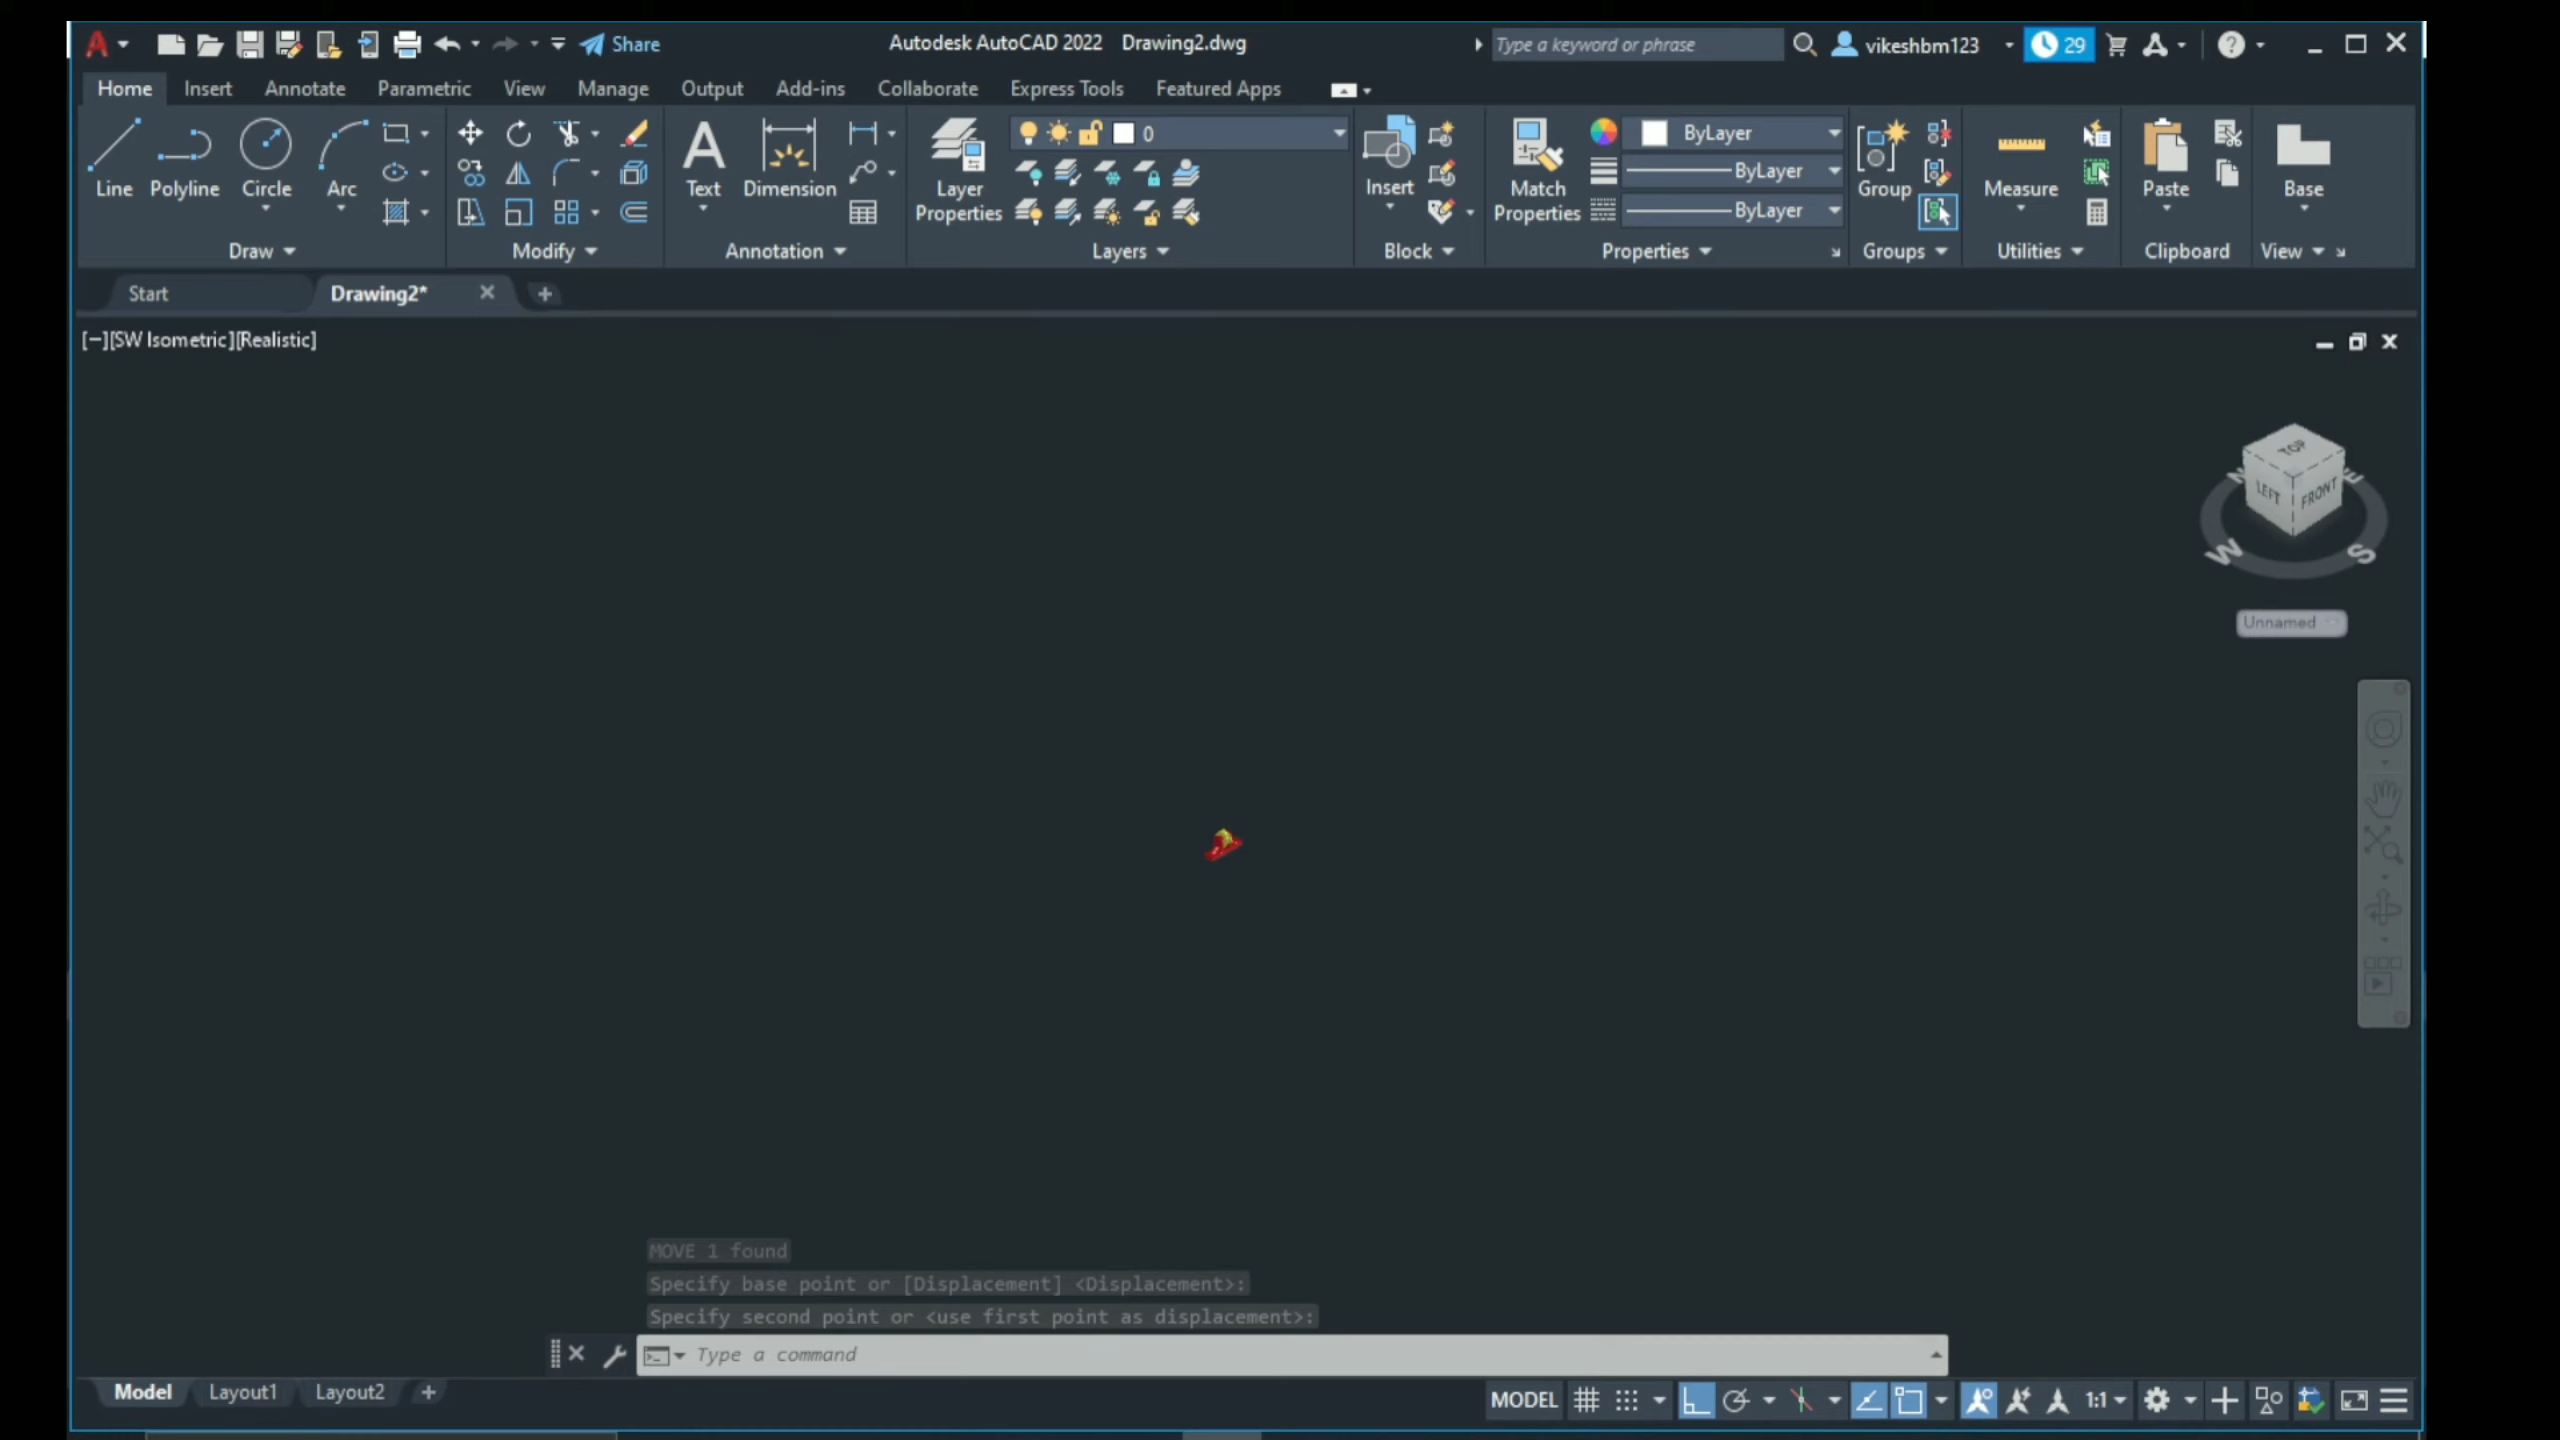 Share
Autodesk AutoCAD 2022 Drawing2.dwg
Type a keyword or phrase
vikeshbm123
29
Home Insert Annotate Parametric View Manage Output Add-ins Collaborate Express Tools Featured Apps
0
ByLayer
ByLayer
ByLayer
Line Polyline Circle Arc
Text Dimension
Layer Properties
Insert
Match Properties
Group
Measure
Paste
Base
Draw Modify Annotation Layers Block Properties Groups Utilities Clipboard View
Start Drawing2*
[−][SW Isometric][Realistic]
TOP
LEFT FRONT
W S
Unnamed
MOVE 1 found
Specify base point or [Displacement] <Displacement>:
Specify second point or <use first point as displacement>:
Type a command
Model Layout1 Layout2
MODEL 1:1